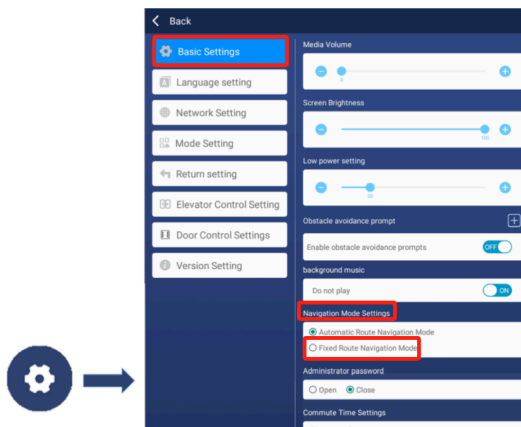 Back
Basic Settings
Language setting
Network Setting
Mode Setting
Return setting
Elevator Control Setting
Door Control Settings
Version Setting
Media Volume
0
Screen Brightness
100
Low power setting
20
Obstacle avoidance prompt
Enable obstacle avoidance prompts
OFF
background music
Do not play
ON
Navigation Mode Settings
Automatic Route Navigation Mode
Fixed Route Navigation Mode
Administrator password
Open Close
Commute Time Settings